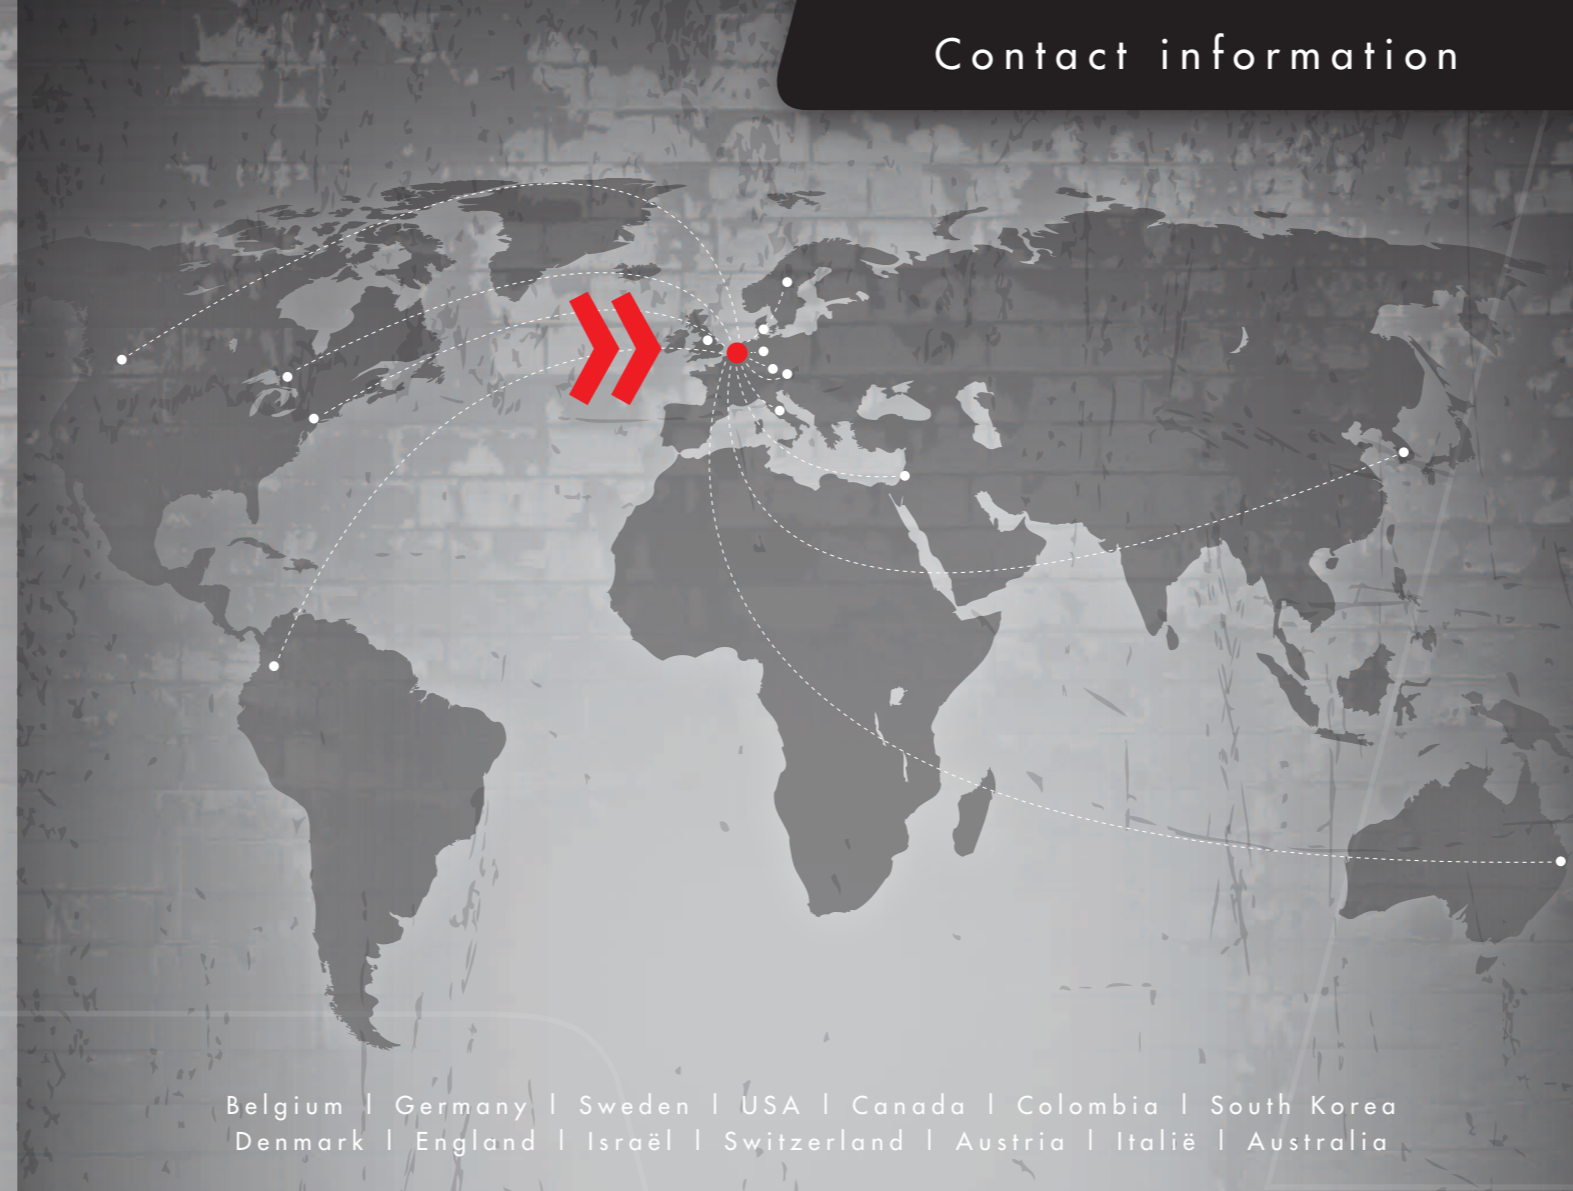 Contact information
Belgium | Germany | Sweden | USA | Canada | Colombia | South Korea
Denmark | England | Israël | Switzerland | Austria | Italië | Australia